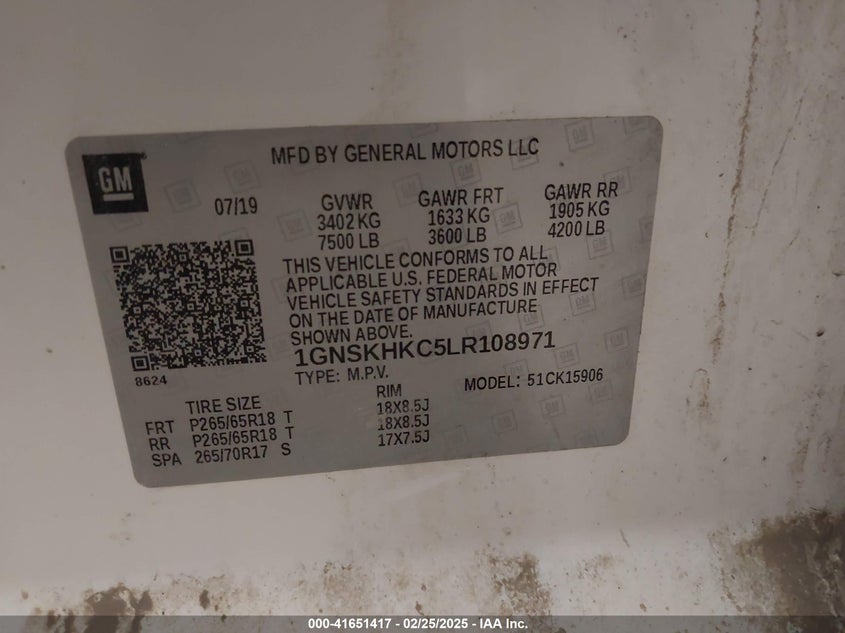 MFD BY GENERAL MOTORS LLC
GM
07/19
GVWR GAWR FRT GAWR RR
3402 KG 1633 KG 1905 KG
7500 LB 3600 LB 4200 LB
THIS VEHICLE CONFORMS TO ALL
APPLICABLE U.S. FEDERAL MOTOR
VEHICLE SAFETY STANDARDS IN EFFECT
ON THE DATE OF MANUFACTURE
SHOWN ABOVE.
1GNSKHKC5LR108971
8624
TYPE: M.P.V. MODEL: 51CK15906
TIRE SIZE RIM
FRT P265/65R18 T 18X8.5J
RR P265/65R18 T 18X8.5J
SPA 265/70R17 S 17X7.5J
000-41651417 - 02/25/2025 - IAA Inc.